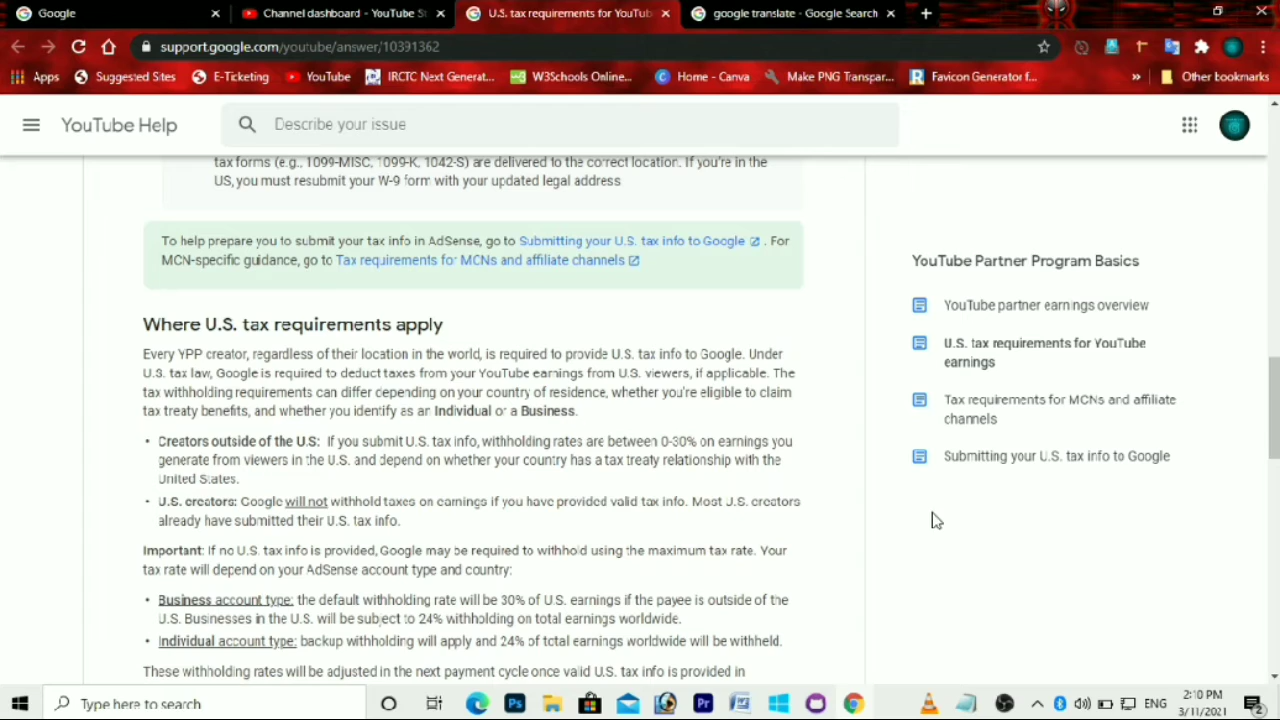 Google
Channel dashboard - YouTube St
U.S. tax requirements for YouTub
google translate - Google Search
support.google.com/youtube/answer/10391362
Apps
Suggested Sites
E-Ticketing
YouTube
IRCTC Next Generat...
W3Schools Online...
Home - Canva
Make PNG Transpar...
Favicon Generator f...
»
Other bookmarks
YouTube Help
Describe your issue
tax forms (e.g., 1099-MISC, 1099-K, 1042-S) are delivered to the correct location. If you're in the
US, you must resubmit your W-9 form with your updated legal address
To help prepare you to submit your tax info in AdSense, go to Submitting your U.S. tax info to Google . For
MCN-specific guidance, go to Tax requirements for MCNs and affiliate channels
Where U.S. tax requirements apply
Every YPP creator, regardless of their location in the world, is required to provide U.S. tax info to Google. Under
U.S. tax law, Google is required to deduct taxes from your YouTube earnings from U.S. viewers, if applicable. The
tax withholding requirements can differ depending on your country of residence, whether you're eligible to claim
tax treaty benefits, and whether you identify as an Individual or a Business.
• Creators outside of the U.S: If you submit U.S. tax info, withholding rates are between 0-30% on earnings you
generate from viewers in the U.S. and depend on whether your country has a tax treaty relationship with the
United States.
• U.S. creators: Google will not withhold taxes on earnings if you have provided valid tax info. Most U.S. creators
already have submitted their U.S. tax info.
Important: If no U.S. tax info is provided, Google may be required to withhold using the maximum tax rate. Your
tax rate will depend on your AdSense account type and country:
• Business account type: the default withholding rate will be 30% of U.S. earnings if the payee is outside of the
U.S. Businesses in the U.S. will be subject to 24% withholding on total earnings worldwide.
• Individual account type: backup withholding will apply and 24% of total earnings worldwide will be withheld.
These withholding rates will be adjusted in the next payment cycle once valid U.S. tax info is provided in
YouTube Partner Program Basics
YouTube partner earnings overview
U.S. tax requirements for YouTube
earnings
Tax requirements for MCNs and affiliate
channels
Submitting your U.S. tax info to Google
Type here to search
Ps
Pr
ENG
2:10 PM
3/11/2021
2